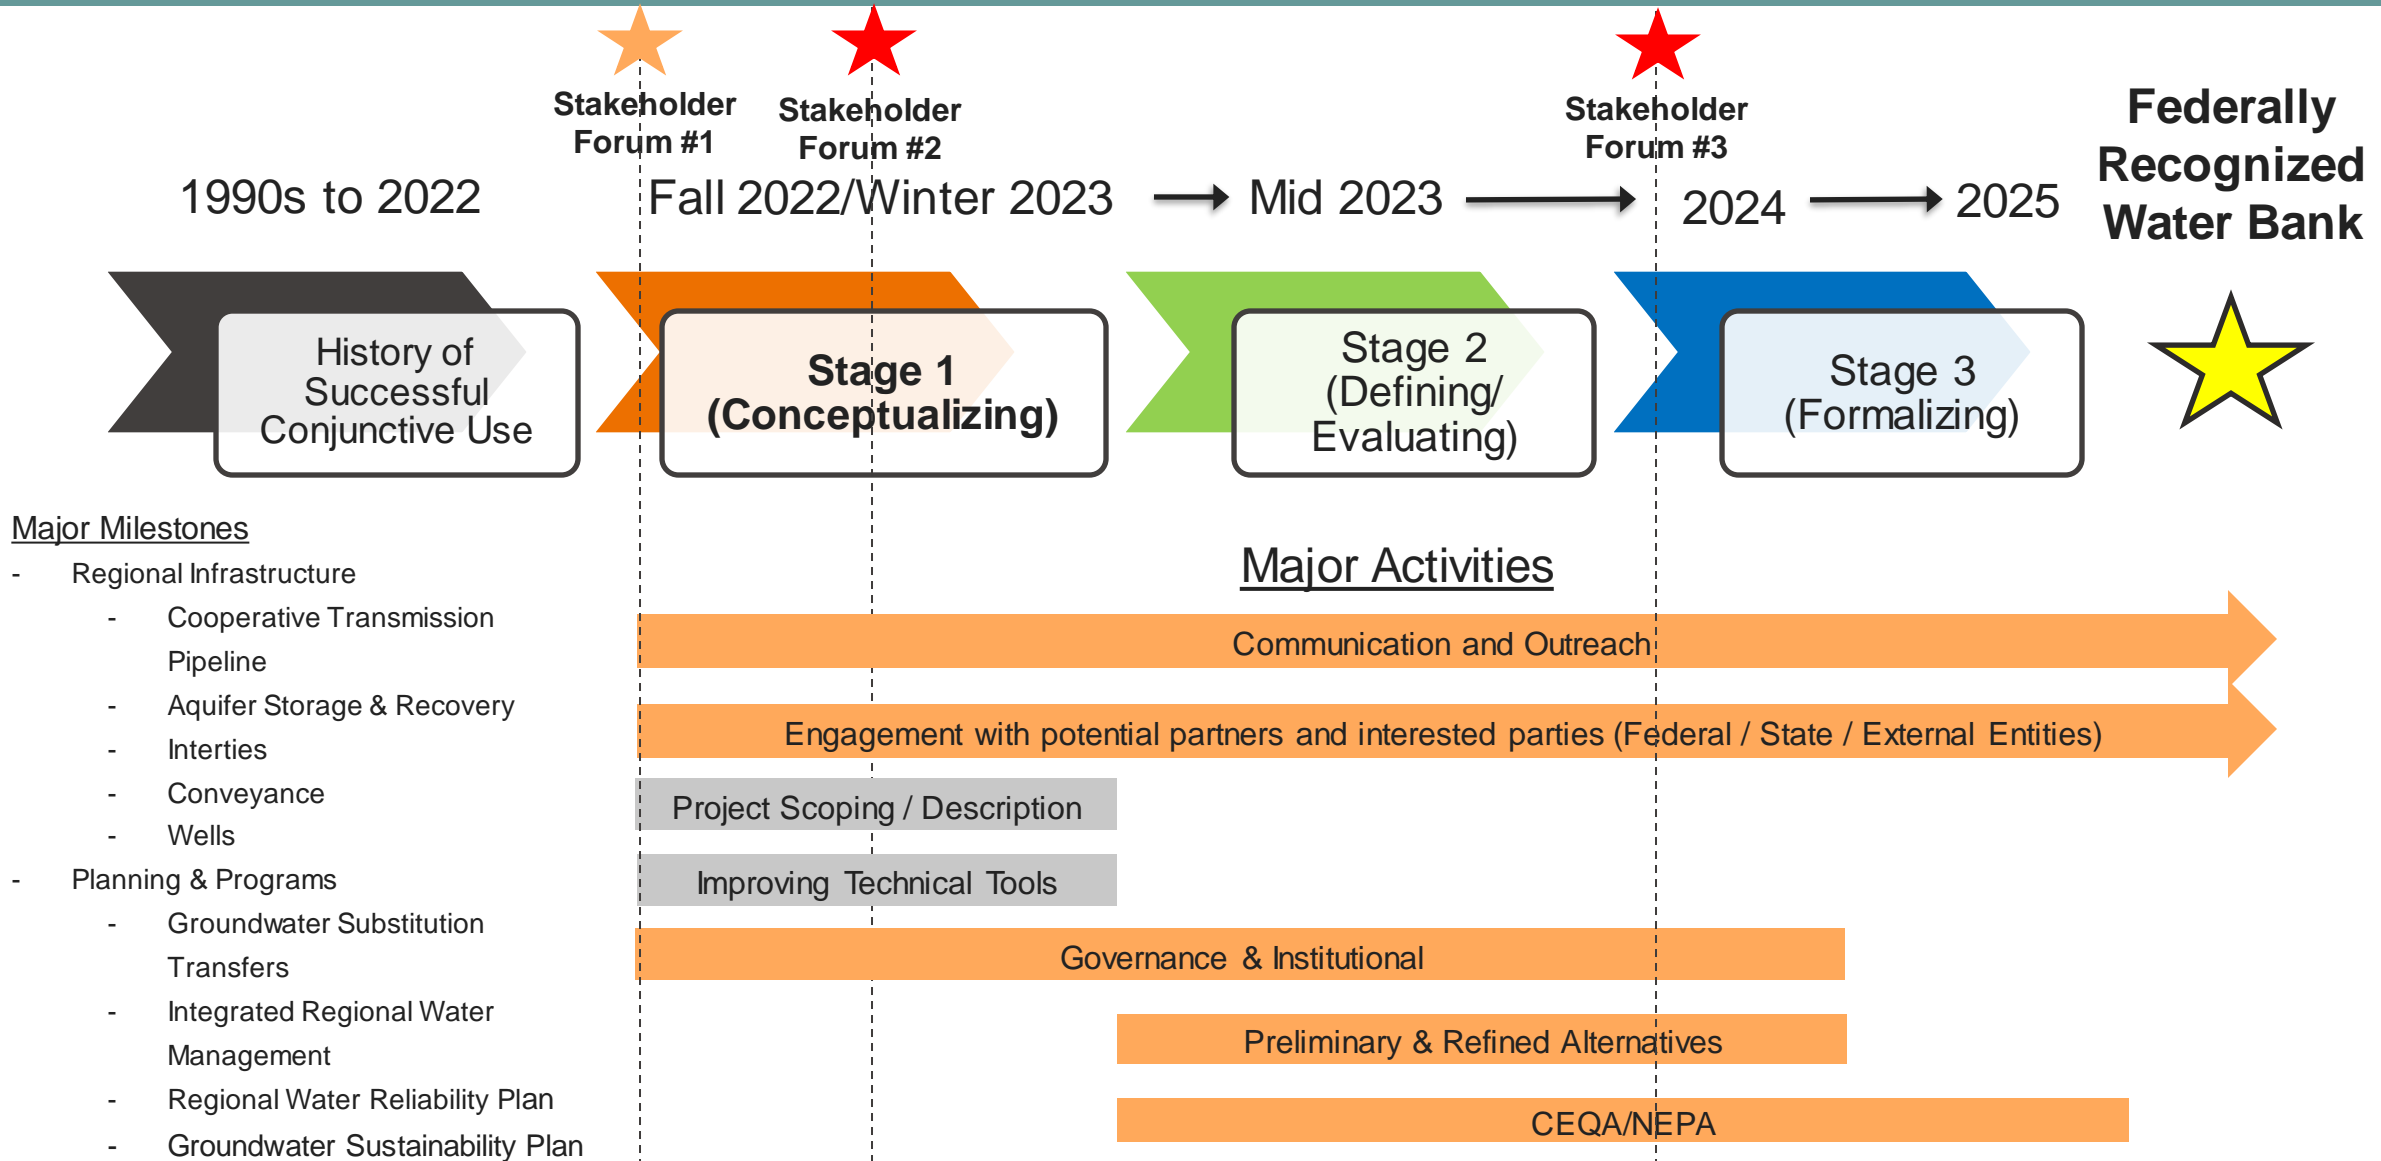 Stakeholder
Forum #1
Stakeholder
Forum #2
Stakeholder
Forum #3
Federally
Recognized
Water Bank
1990s to 2022
Fall 2022/Winter 2023
Mid 2023
2024
2025
History of
Successful
Conjunctive Use
Stage 1
(Conceptualizing)
Stage 2
(Defining/
Evaluating)
Stage 3
(Formalizing)
Major Milestones
- Regional Infrastructure
- Cooperative Transmission
Pipeline
- Aquifer Storage & Recovery
- Interties
- Conveyance
- Wells
- Planning & Programs
- Groundwater Substitution
Transfers
- Integrated Regional Water
Management
- Regional Water Reliability Plan
- Groundwater Sustainability Plan
Major Activities
Communication and Outreach
Engagement with potential partners and interested parties (Federal / State / External Entities)
Project Scoping / Description
Improving Technical Tools
Governance & Institutional
Preliminary & Refined Alternatives
CEQA/NEPA